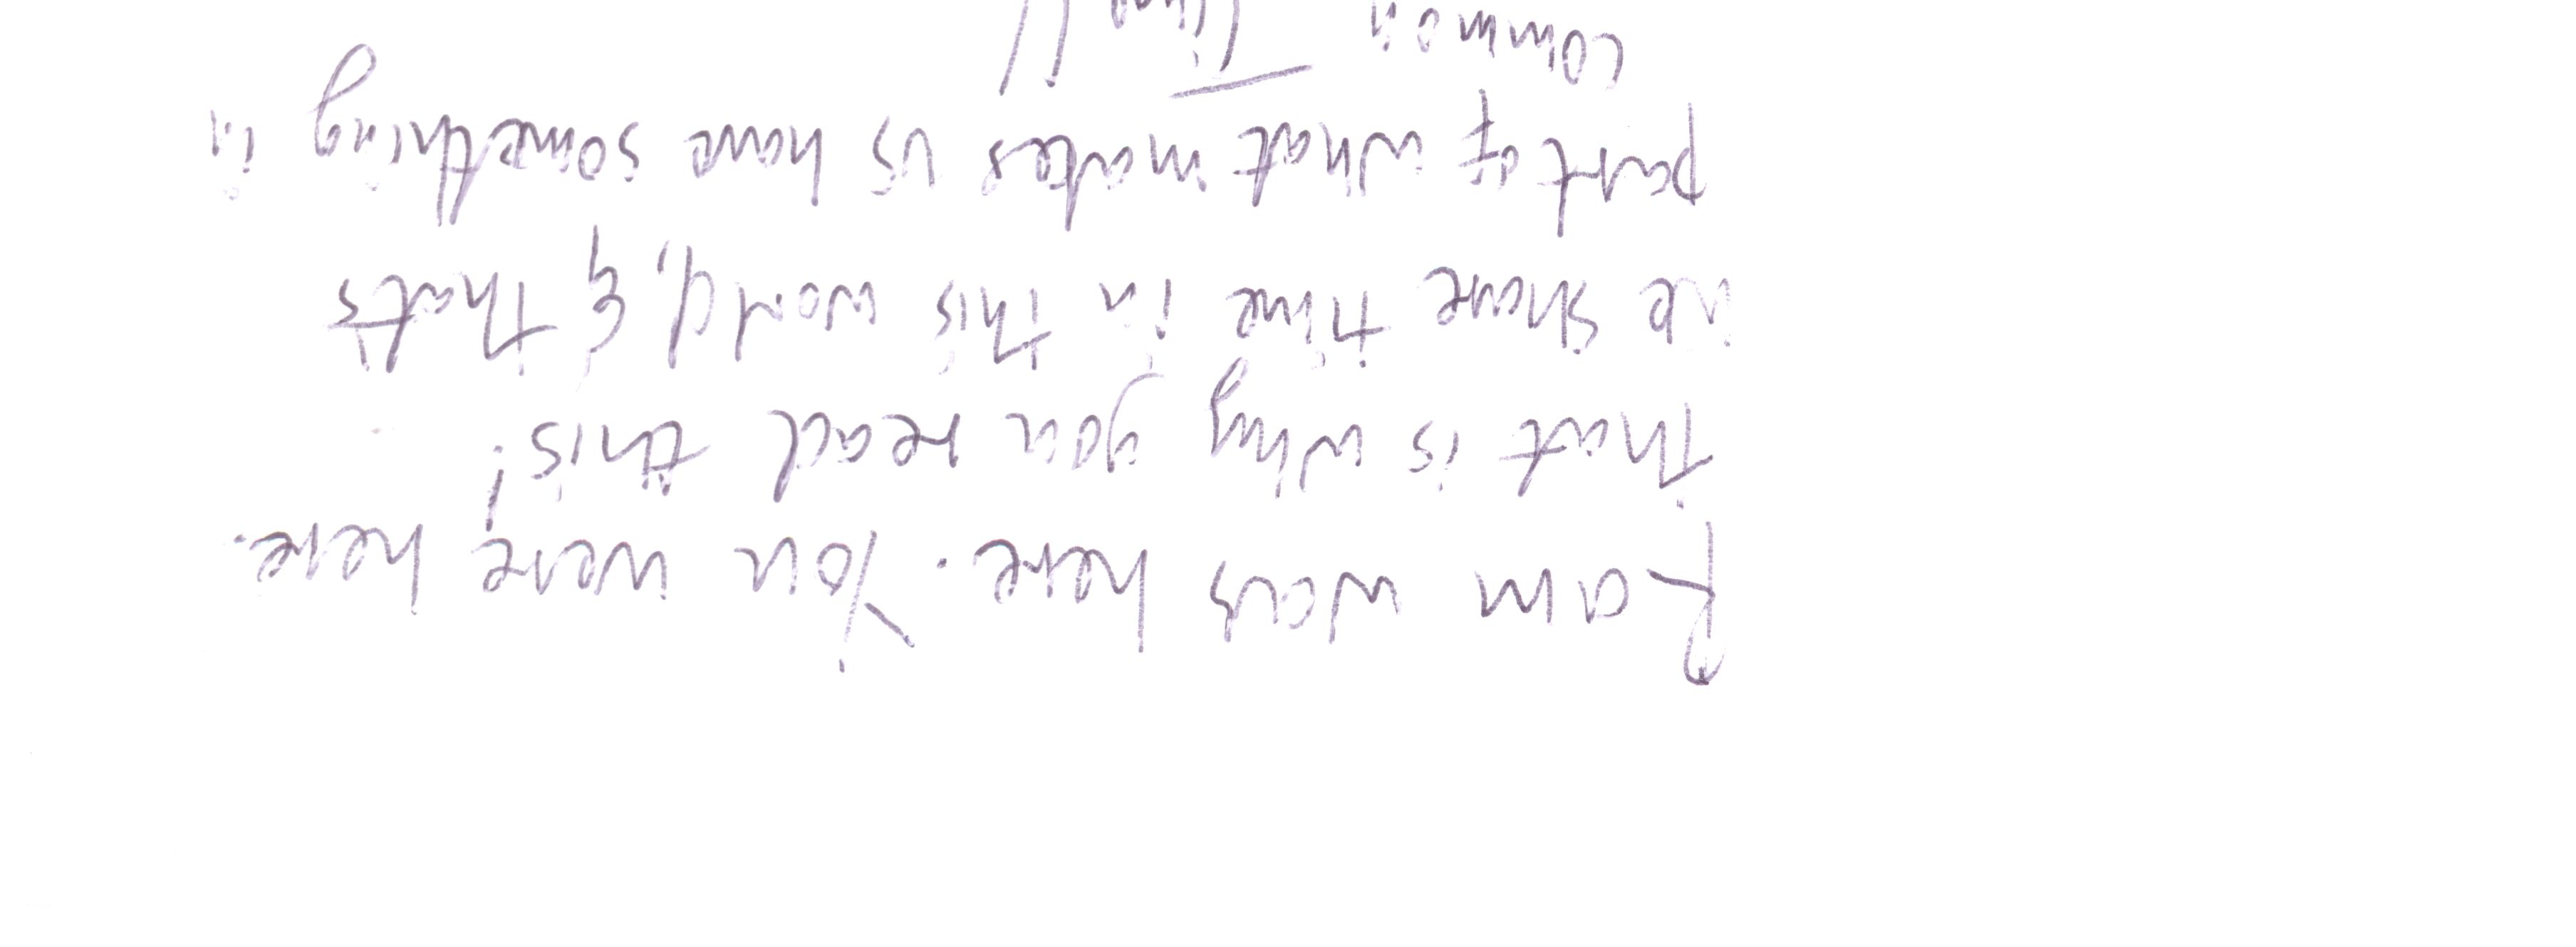 Ram was here. You were here.
That is why you read this!
we share time in this world, & that's
part of what makes us have something in
common